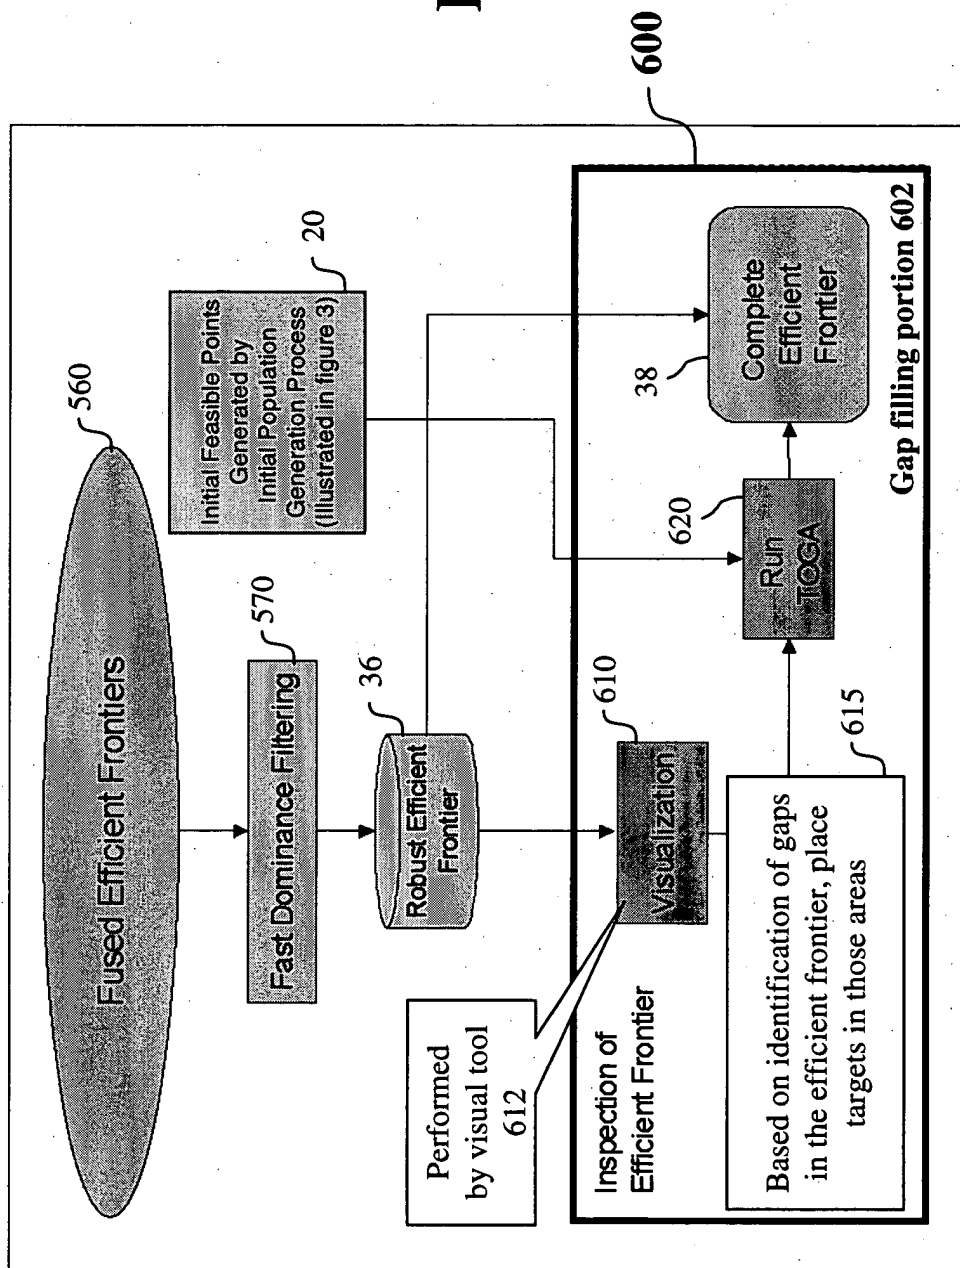 600
Fused Efficient Frontiers
560
Fast Dominance Filtering
570
Initial Feasible Points
Generated by
Initial Population
Generation Process
(Illustrated in figure 3)
20
Robust Efficient
Frontier
36
Performed
by visual tool
612
Inspection of
Efficient Frontier
Visualization
610
Based on identification of gaps
in the efficient frontier, place
targets in those areas
615
Run
TOGA
620
Complete
Efficient
Frontier
38
Gap filling portion 602